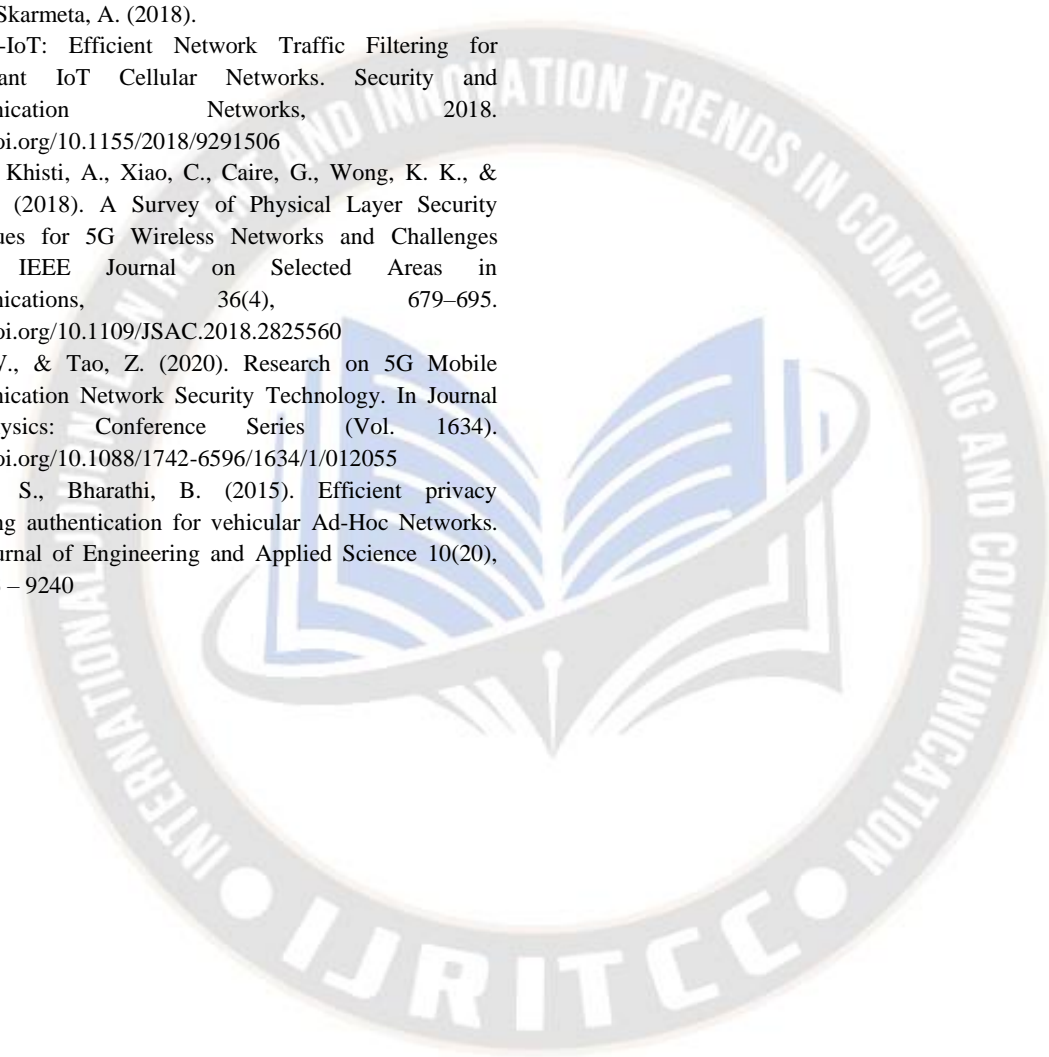 Skarmeta, A. (2018).
-IoT: Efficient Network Traffic Filtering for
ant IoT Cellular Networks. Security and
nication Networks, 2018.
oi.org/10.1155/2018/9291506
Khisti, A., Xiao, C., Caire, G., Wong, K. K., &
(2018). A Survey of Physical Layer Security
ues for 5G Wireless Networks and Challenges
IEEE Journal on Selected Areas in
nications, 36(4), 679–695.
oi.org/10.1109/JSAC.2018.2825560
V., & Tao, Z. (2020). Research on 5G Mobile
nication Network Security Technology. In Journal
ysics: Conference Series (Vol. 1634).
oi.org/10.1088/1742-6596/1634/1/012055
S., Bharathi, B. (2015). Efficient privacy
ng authentication for vehicular Ad-Hoc Networks.
urnal of Engineering and Applied Science 10(20),
– 9240
INTERNATIONAL JOURNAL ON RECENT AND INNOVATION TRENDS IN COMPUTING AND COMMUNICATION
IJRITCC